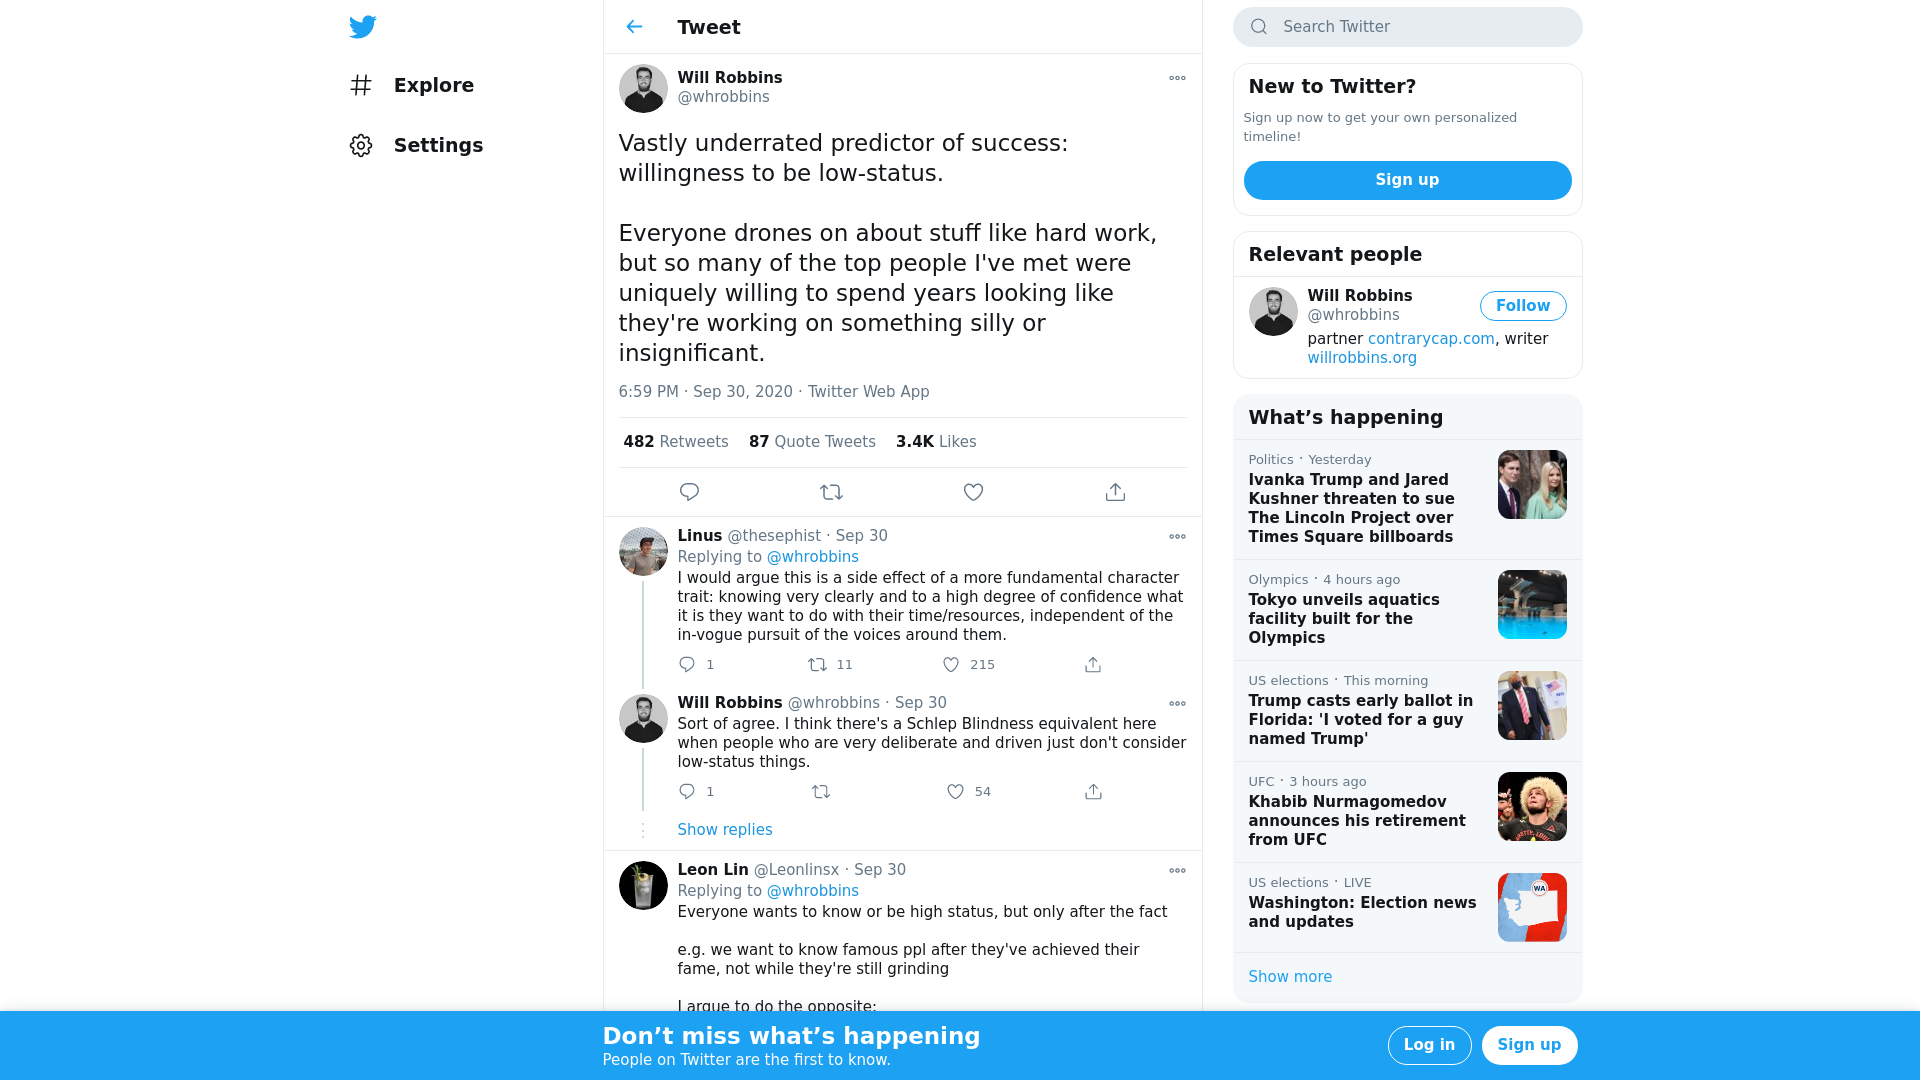 Explore
Settings
Tweet
Will Robbins
@whrobbins
Vastly underrated predictor of success:
willingness to be low-status.
Everyone drones on about stuff like hard work,
but so many of the top people I've met were
uniquely willing to spend years looking like
they're working on something silly or
insignificant.
6:59 PM · Sep 30, 2020 · Twitter Web App
482 Retweets 87 Quote Tweets 3.4K Likes
Linus @thesephist · Sep 30
Replying to @whrobbins
I would argue this is a side effect of a more fundamental character
trait: knowing very clearly and to a high degree of confidence what
it is they want to do with their time/resources, independent of the
in-vogue pursuit of the voices around them.
1 11 215
Will Robbins @whrobbins · Sep 30
Sort of agree. I think there's a Schlep Blindness equivalent here
when people who are very deliberate and driven just don't consider
low-status things.
1 54
Show replies
Leon Lin @Leonlinsx · Sep 30
Replying to @whrobbins
Everyone wants to know or be high status, but only after the fact
e.g. we want to know famous ppl after they've achieved their
fame, not while they're still grinding
I argue to do the opposite:
Search Twitter
New to Twitter?
Sign up now to get your own personalized
timeline!
Sign up
Relevant people
Will Robbins
@whrobbins
Follow
partner contrarycap.com, writer
willrobbins.org
What’s happening
Politics · Yesterday
Ivanka Trump and Jared
Kushner threaten to sue
The Lincoln Project over
Times Square billboards
Olympics · 4 hours ago
Tokyo unveils aquatics
facility built for the
Olympics
US elections · This morning
Trump casts early ballot in
Florida: 'I voted for a guy
named Trump'
UFC · 3 hours ago
Khabib Nurmagomedov
announces his retirement
from UFC
US elections · LIVE
Washington: Election news
and updates
WA
Show more
Don’t miss what’s happening
People on Twitter are the first to know.
Log in
Sign up